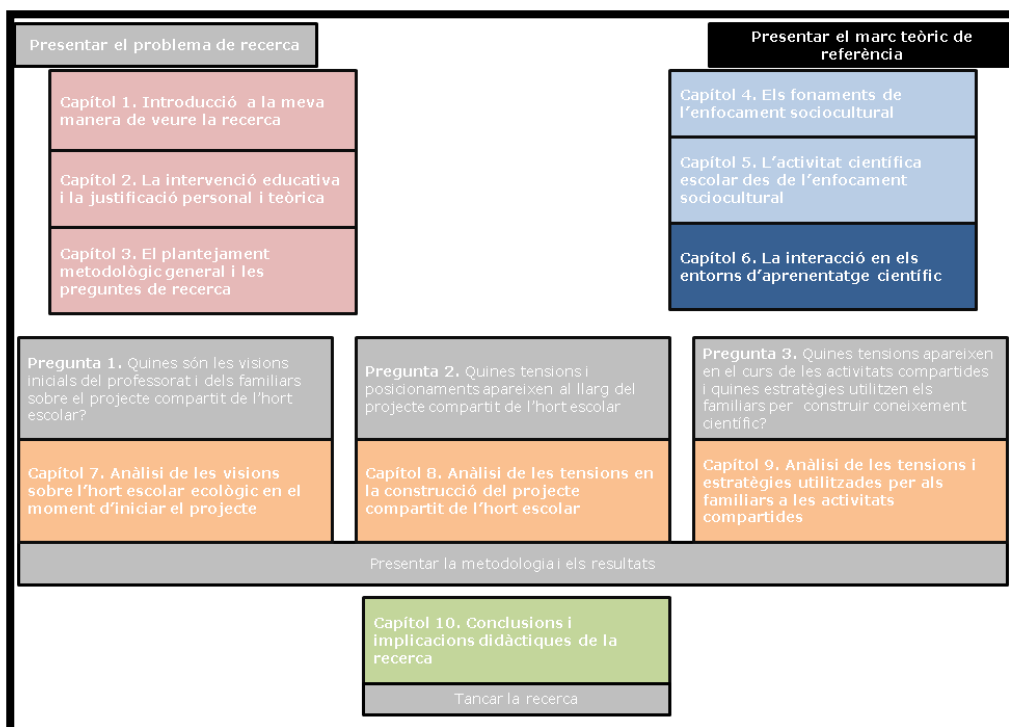 Presentar el problema de recerca
Presentar el marc teòric de
referència
Capítol 1. Introducció a la meva
manera de veure la recerca
Capítol 2. La intervenció educativa
i la justificació personal i teòrica
Capítol 3. El plantejament
metodològic general i les
preguntes de recerca
Capítol 4. Els fonaments de
l'enfocament sociocultural
Capítol 5. L'activitat científica
escolar des de l'enfocament
sociocultural
Capítol 6. La interacció en els
entorns d'aprenentatge científic
Pregunta 1. Quines són les visions
inicials del professorat i dels familiars
sobre el projecte compartit de l'hort
escolar?
Pregunta 2. Quines tensions i
posicionaments apareixen al llarg del
projecte compartit de l'hort escolar
Pregunta 3. Quines tensions apareixen
en el curs de les activitats compartides
i quines estratègies utilitzen els
familiars per construir coneixement
científic?
Capítol 7. Anàlisi de les visions
sobre l'hort escolar ecològic en el
moment d'iniciar el projecte
Capítol 8. Anàlisi de les tensions en
la construcció del projecte
compartit de l'hort escolar
Capítol 9. Anàlisi de les tensions i
estratègies utilitzades per als
familiars a les activitats
compartides
Presentar la metodologia i els resultats
Capítol 10. Conclusions i
implicacions didàctiques de la
recerca
Tancar la recerca